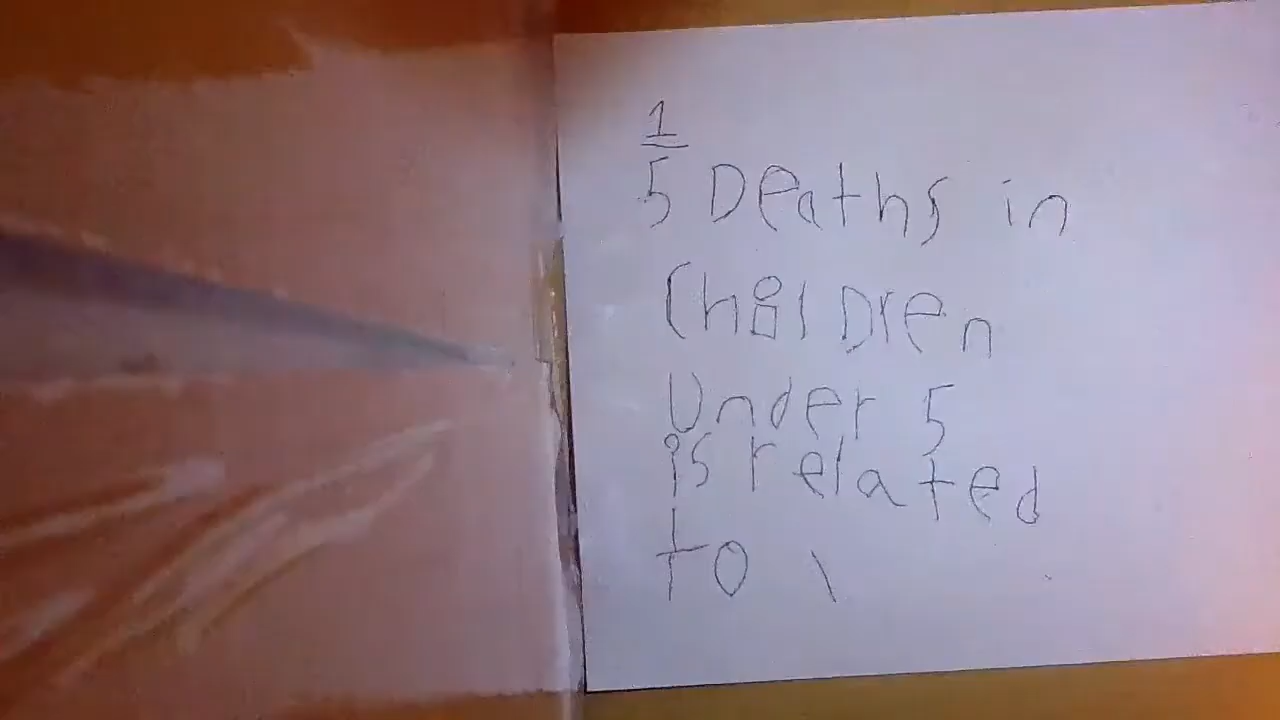 1
5 Deaths in
Children
Under 5
is related
to \